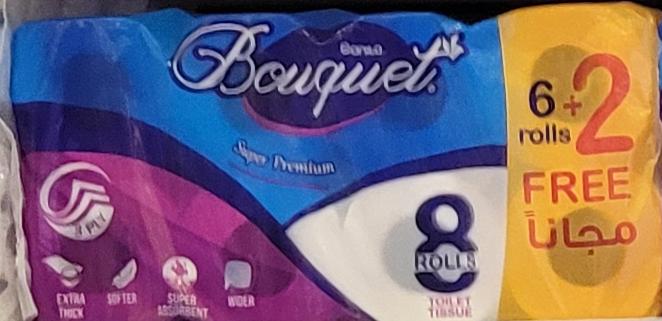 Sanita
Bouquet
Super Premium
3 PLY
EXTRA THICK
SOFTER
SUPER ABSORBENT
WIDER
8
ROLLS
TOILET TISSUE
6+2
rolls
FREE
مجاناً